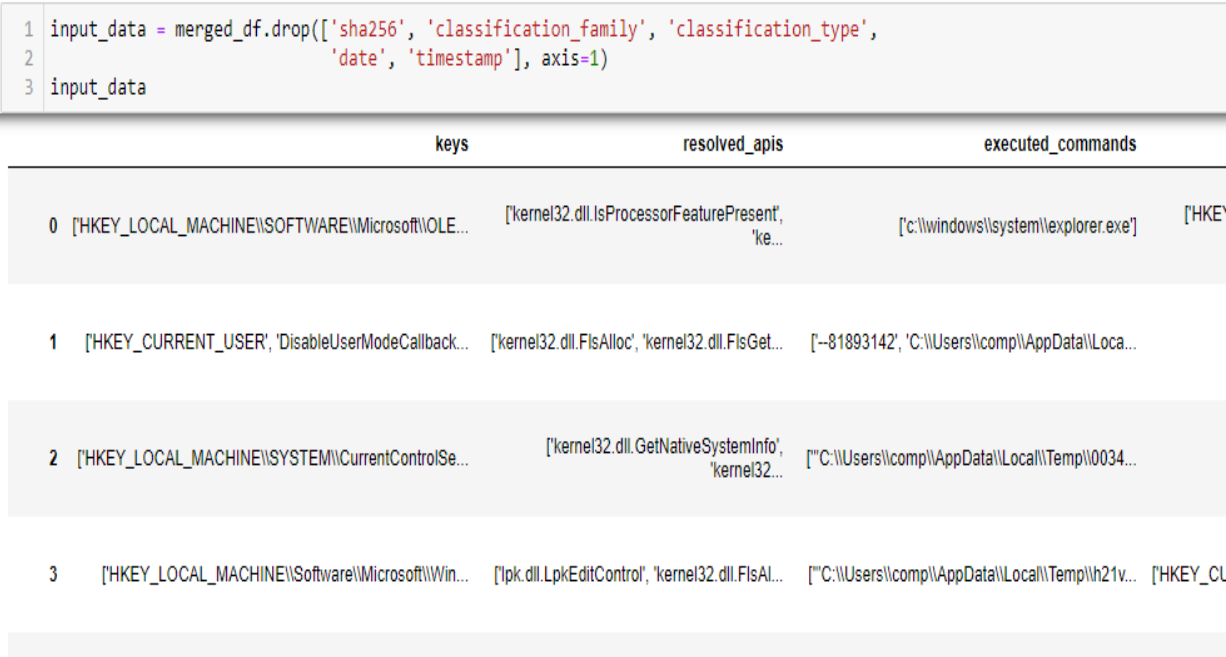 1 input_data = merged_df.drop(['sha256', 'classification_family', 'classification_type',
2 'date', 'timestamp'], axis=1)
3 input_data
keys resolved_apis executed_commands
0 ['HKEY_LOCAL_MACHINE\\SOFTWARE\\Microsoft\\OLE... ['kernel32.dll.IsProcessorFeaturePresent', ['c:\\windows\\system\\explorer.exe'] ['HKEY
'ke...
1 ['HKEY_CURRENT_USER', 'DisableUserModeCallback... ['kernel32.dll.FlsAlloc', 'kernel32.dll.FlsGet... ['--81893142', 'C:\\Users\\comp\\AppData\\Loca...
2 ['HKEY_LOCAL_MACHINE\\SYSTEM\\CurrentControlSe... ['kernel32.dll.GetNativeSystemInfo', ['"C:\\Users\\comp\\AppData\\Local\\Temp\\0034...
'kernel32...
3 ['HKEY_LOCAL_MACHINE\\Software\\Microsoft\\Win... ['lpk.dll.LpkEditControl', 'kernel32.dll.FlsAl... ['"C:\\Users\\comp\\AppData\\Local\\Temp\\h21v... ['HKEY_CU